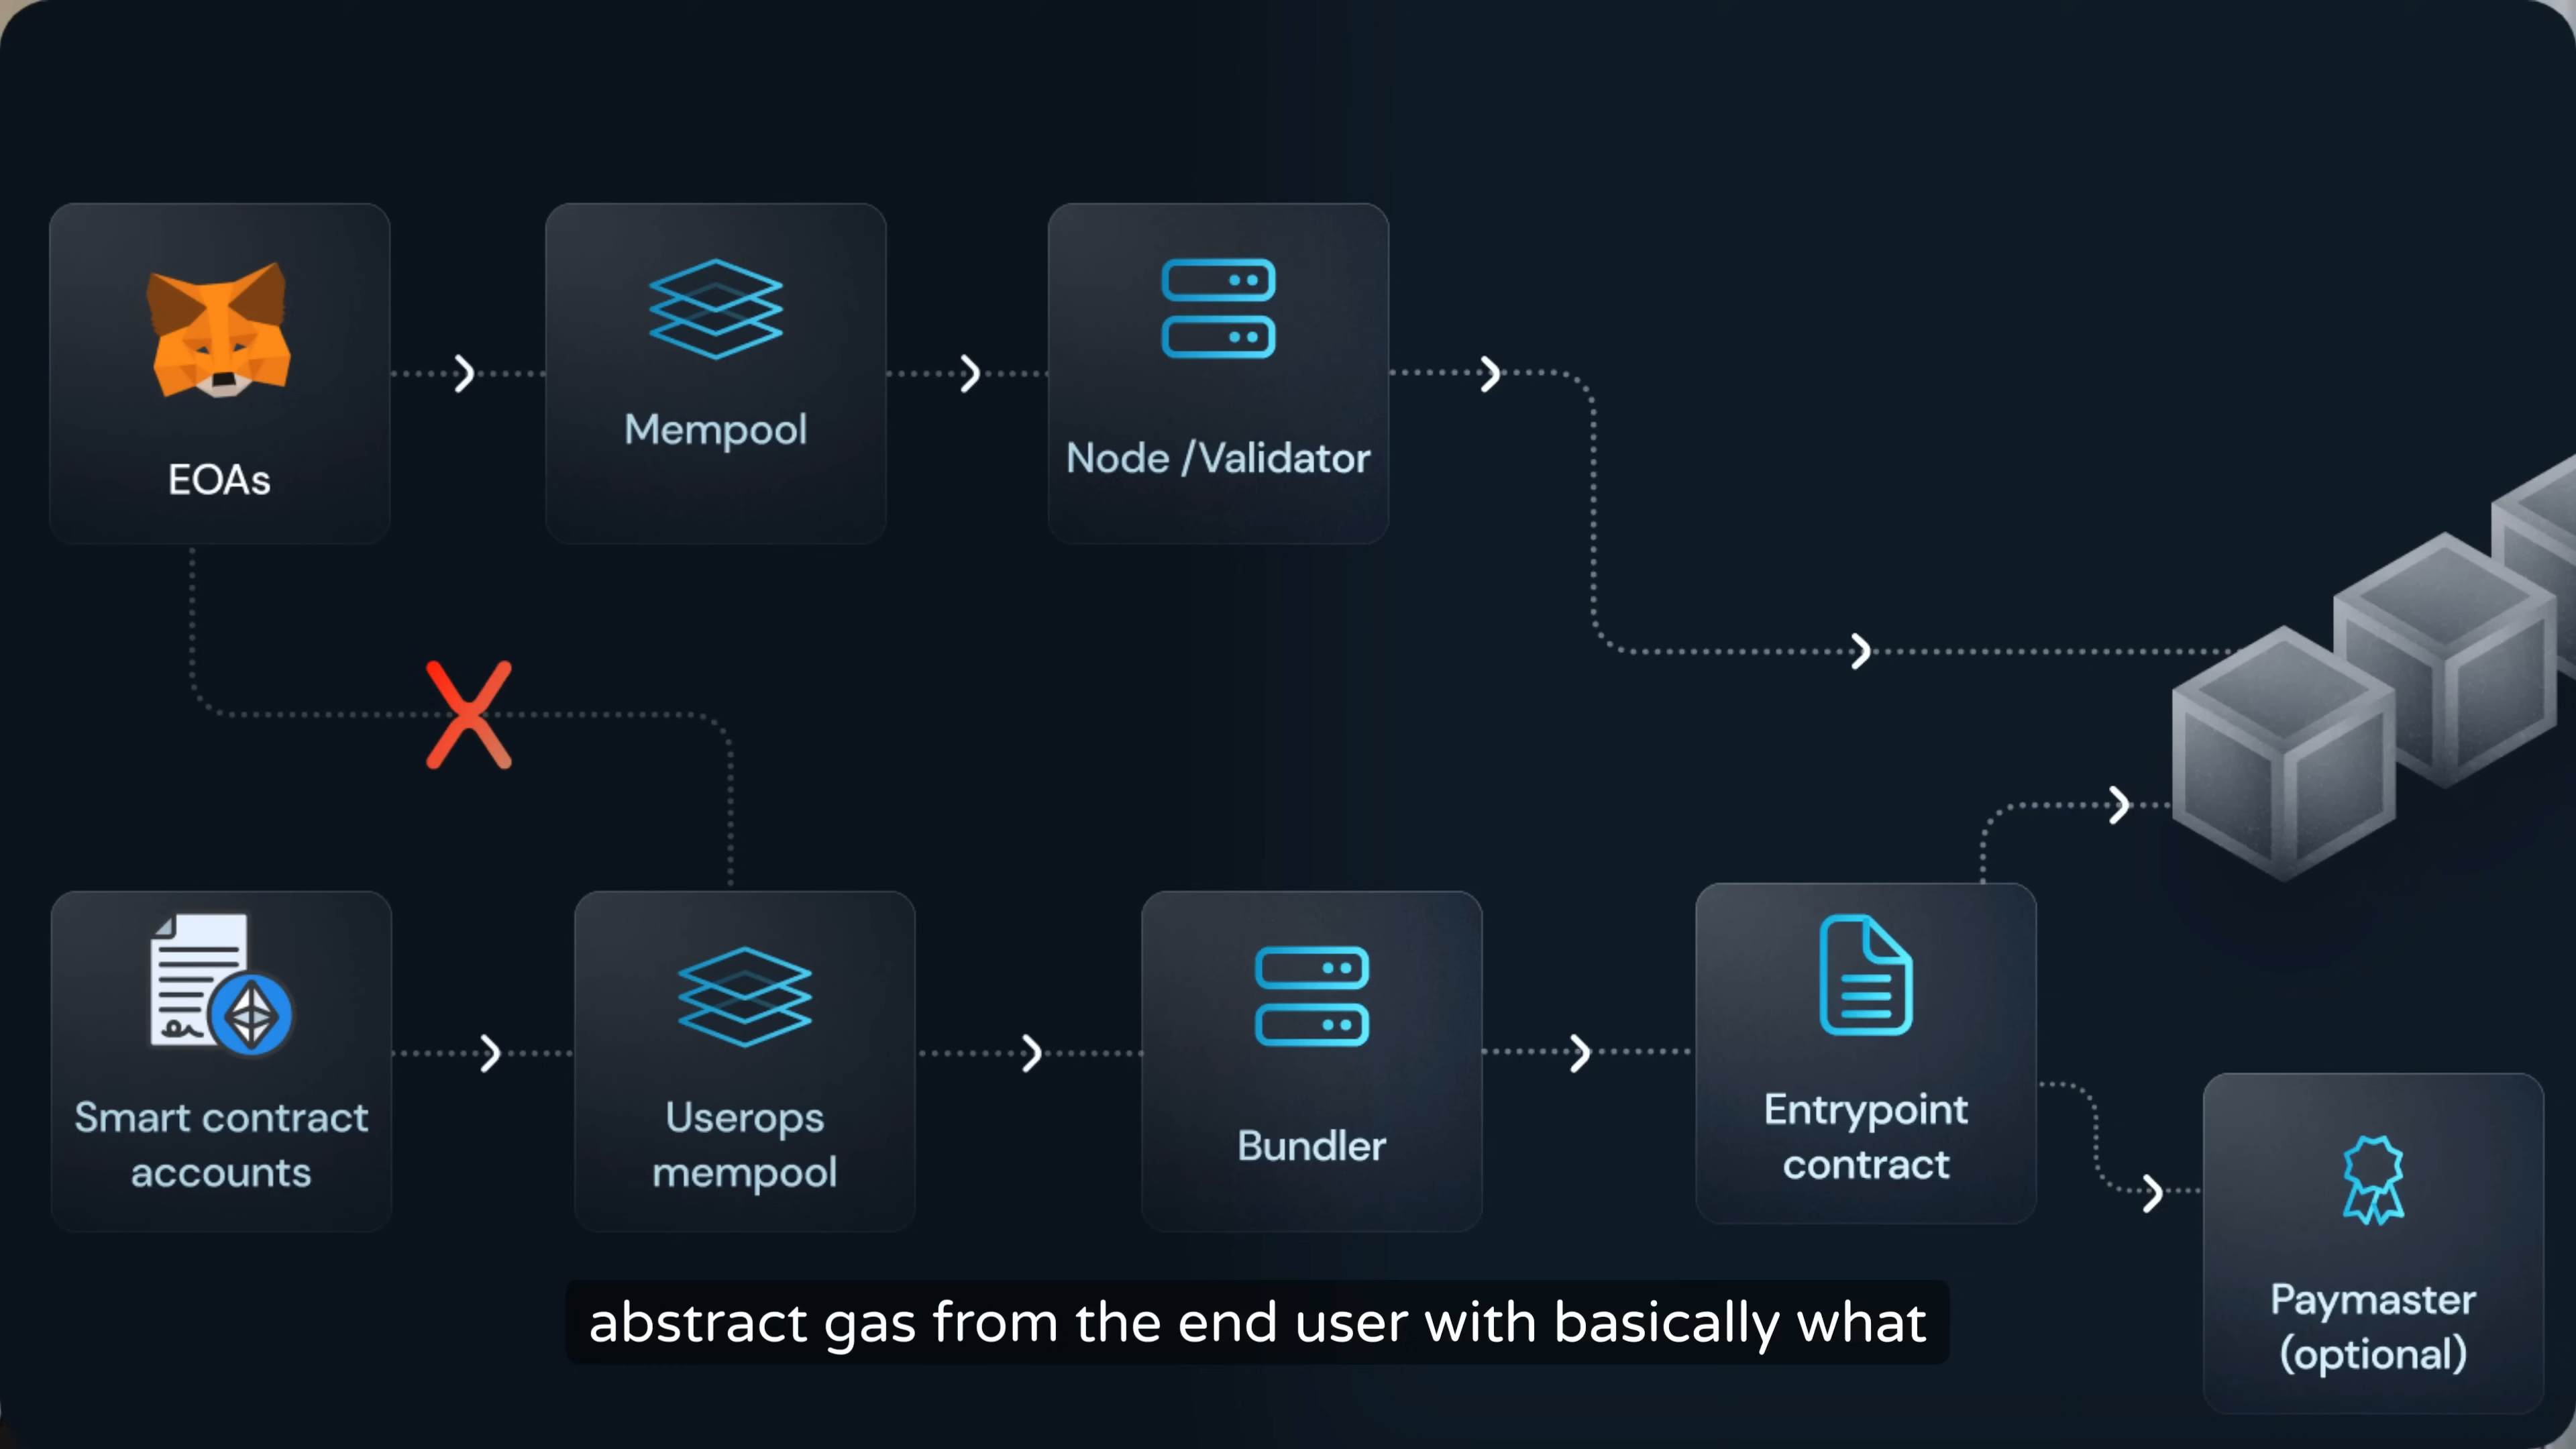 EOAs
Mempool
Node /Validator
Smart contract
accounts
Userops
mempool
Bundler
Entrypoint
contract
Paymaster
(optional)
abstract gas from the end user with basically what